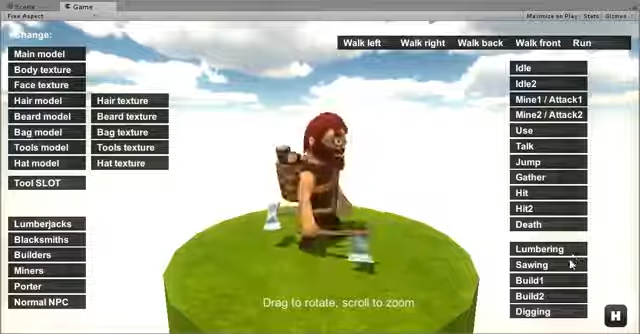 Scene
Game
Free Aspect
Maximize on Play
Stats
Gizmos
Change:
Main model
Body texture
Face texture
Hair model
Hair texture
Beard model
Beard texture
Bag model
Bag texture
Tools model
Tools texture
Hat model
Hat texture
Tool SLOT
Lumberjacks
Blacksmiths
Builders
Miners
Porter
Normal NPC
Walk left
Walk right
Walk back
Walk front
Run
Idle
Idle2
Mine1 / Attack1
Mine2 / Attack2
Use
Talk
Jump
Gather
Hit
Hit2
Death
Lumbering
Sawing
Build1
Build2
Digging
Drag to rotate, scroll to zoom
H